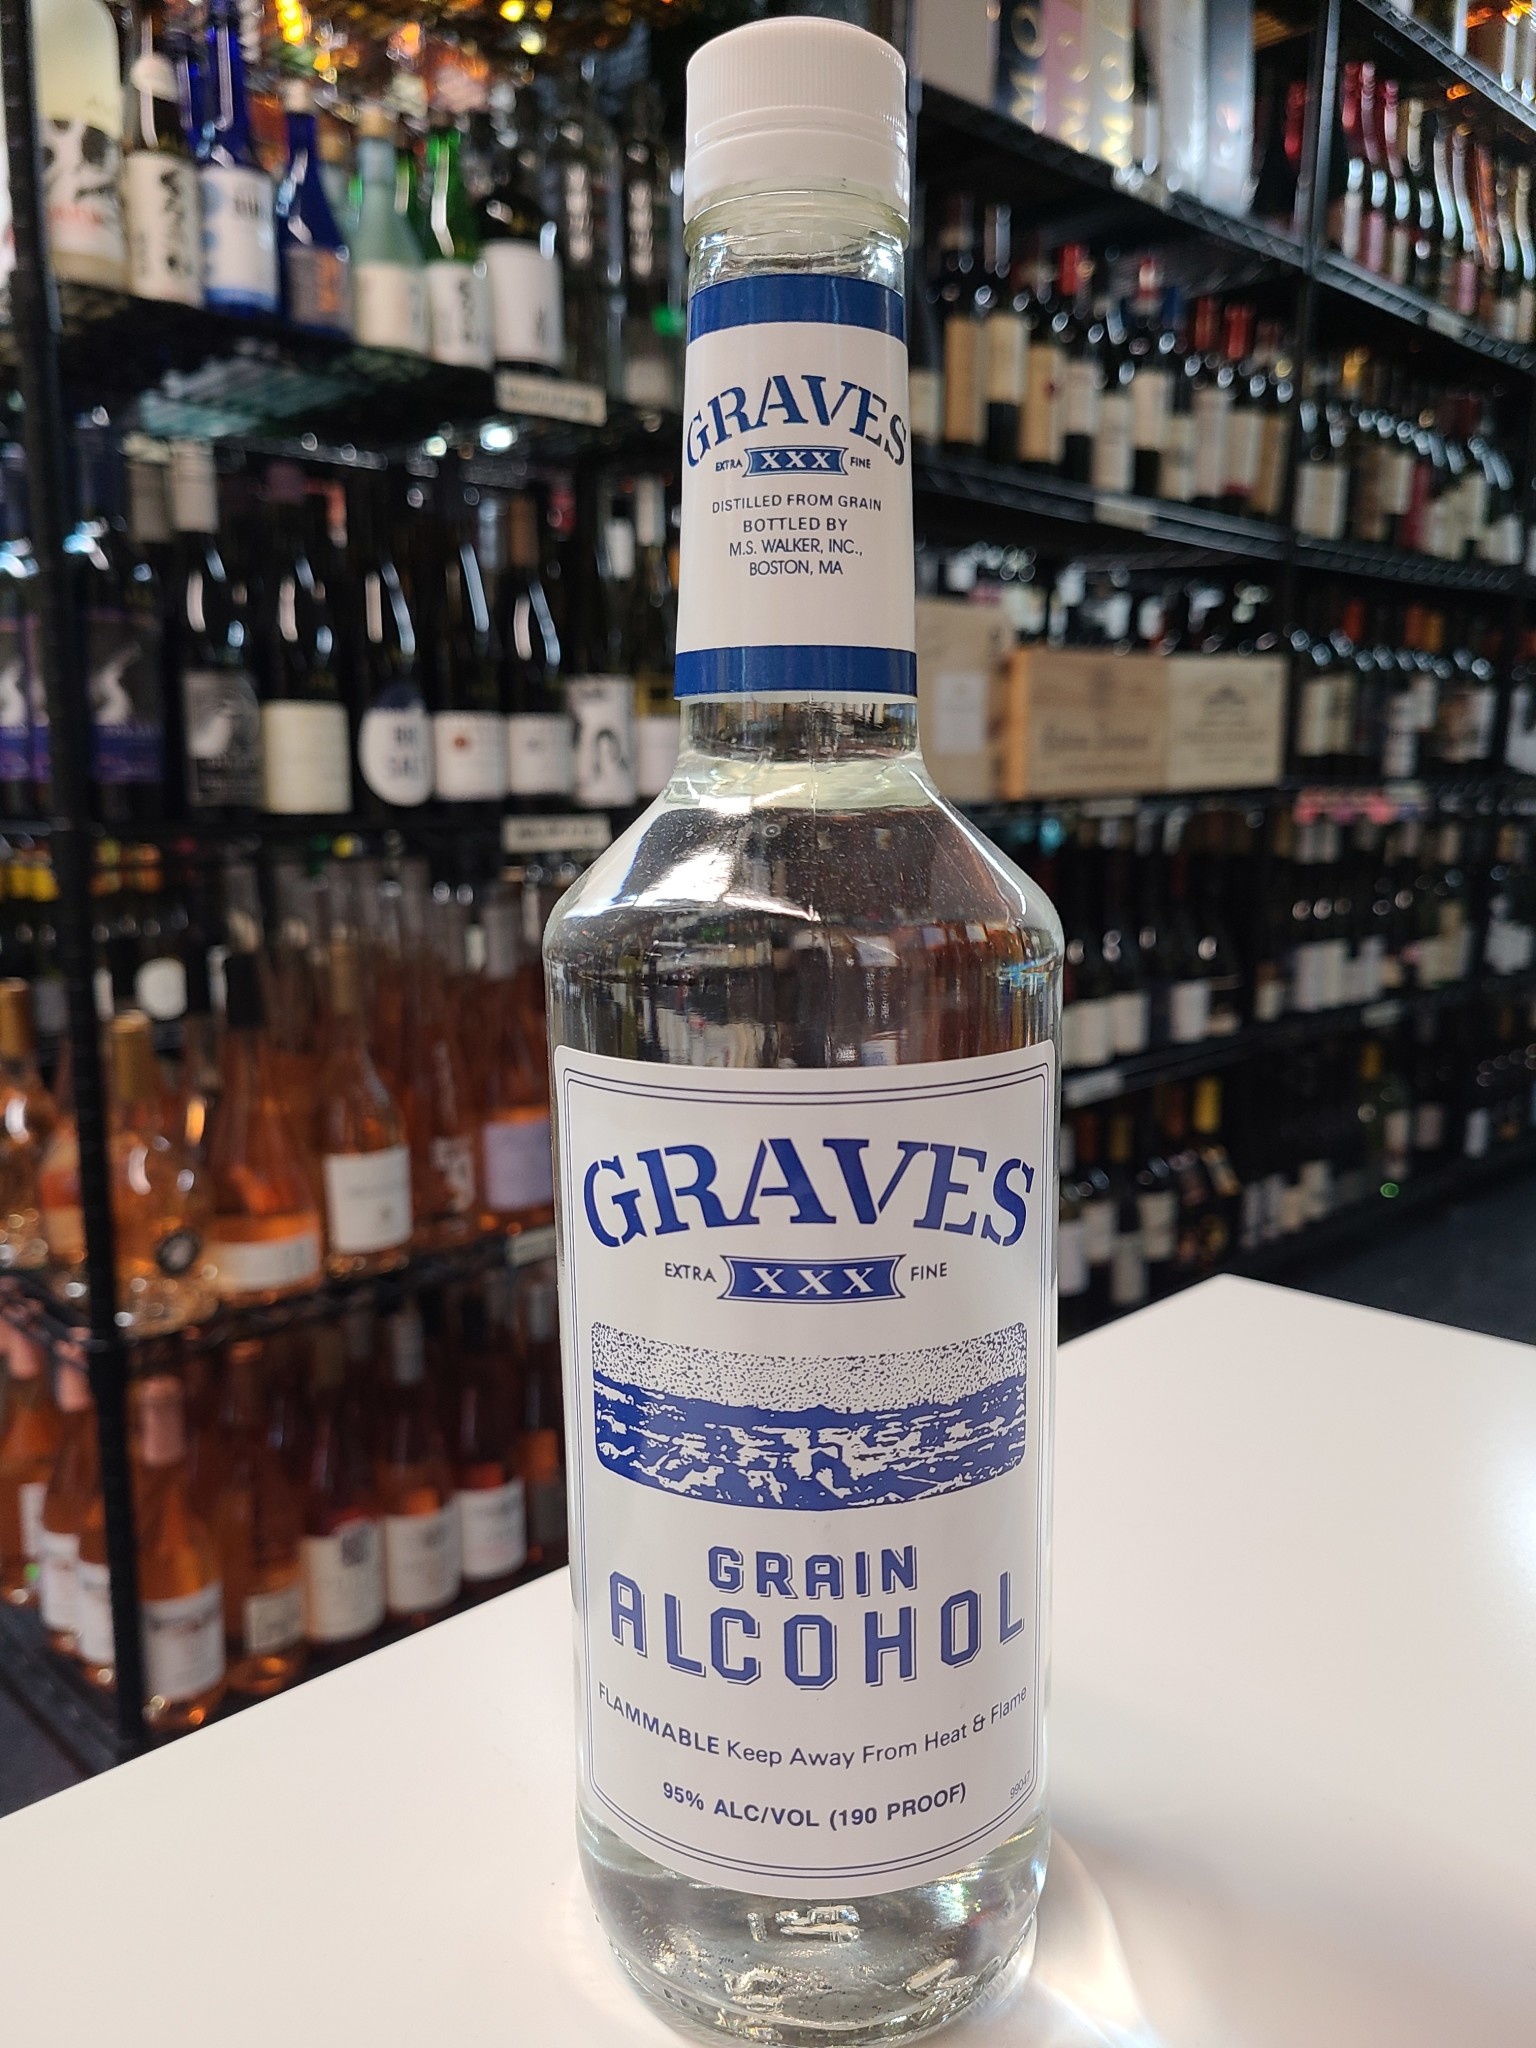 GRAVES
EXTRA XXX FINE
DISTILLED FROM GRAIN
BOTTLED BY
M.S. WALKER, INC.,
BOSTON, MA
GRAVES
EXTRA XXX FINE
GRAIN
ALCOHOL
FLAMMABLE Keep Away From Heat & Flame
95% ALC/VOL (190 PROOF)
99047